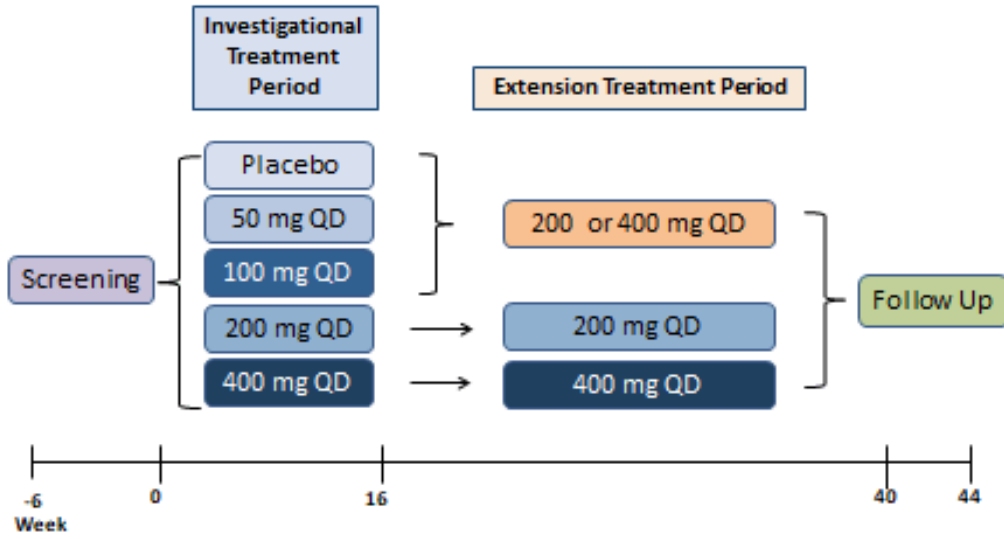 Investigational
Treatment
Period
Extension Treatment Period
Screening
Placebo
50 mg QD
100 mg QD
200 mg QD
400 mg QD
200 or 400 mg QD
200 mg QD
400 mg QD
Follow Up
-6
0
16
40
44
Week